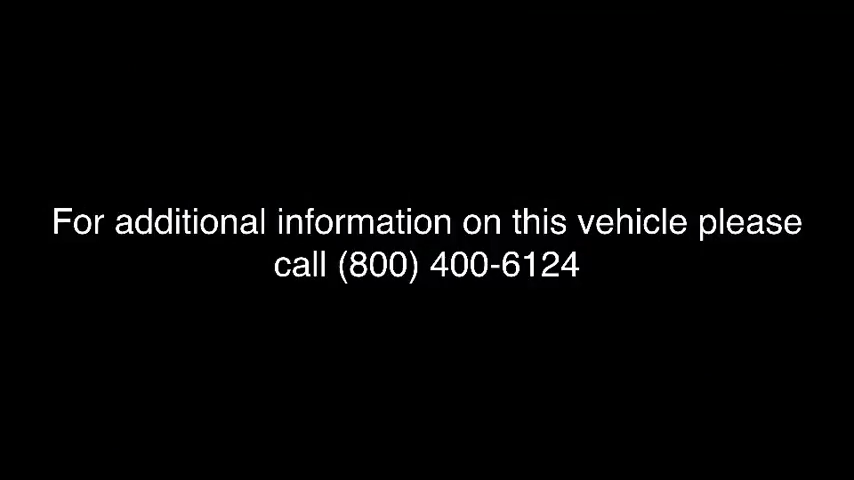 For additional information on this vehicle please
call (800) 400-6124